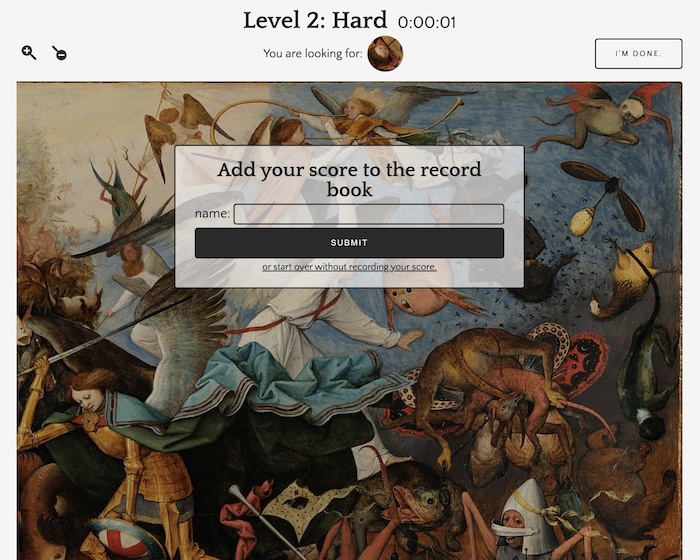 Level 2: Hard 0:00:01
You are looking for:
I'M DONE.
Add your score to the record
book
name:
SUBMIT
or start over without recording your score.